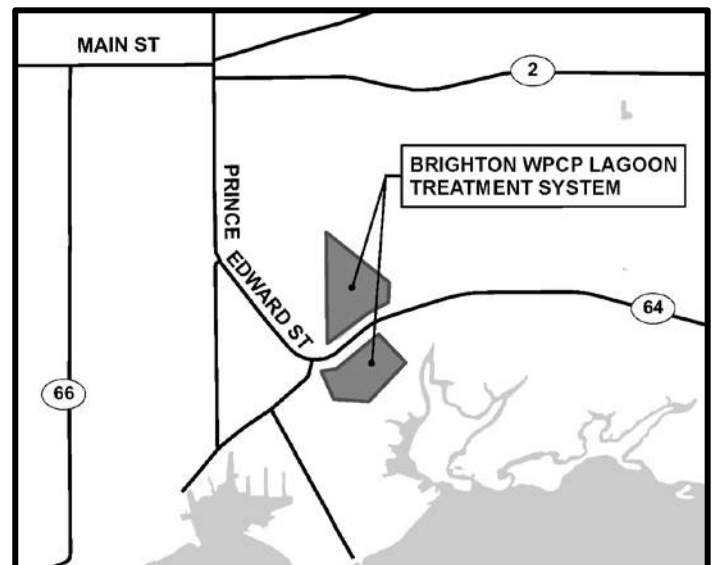 MAIN ST
2
BRIGHTON WPCP LAGOON
TREATMENT SYSTEM
PRINCE
EDWARD ST
64
66